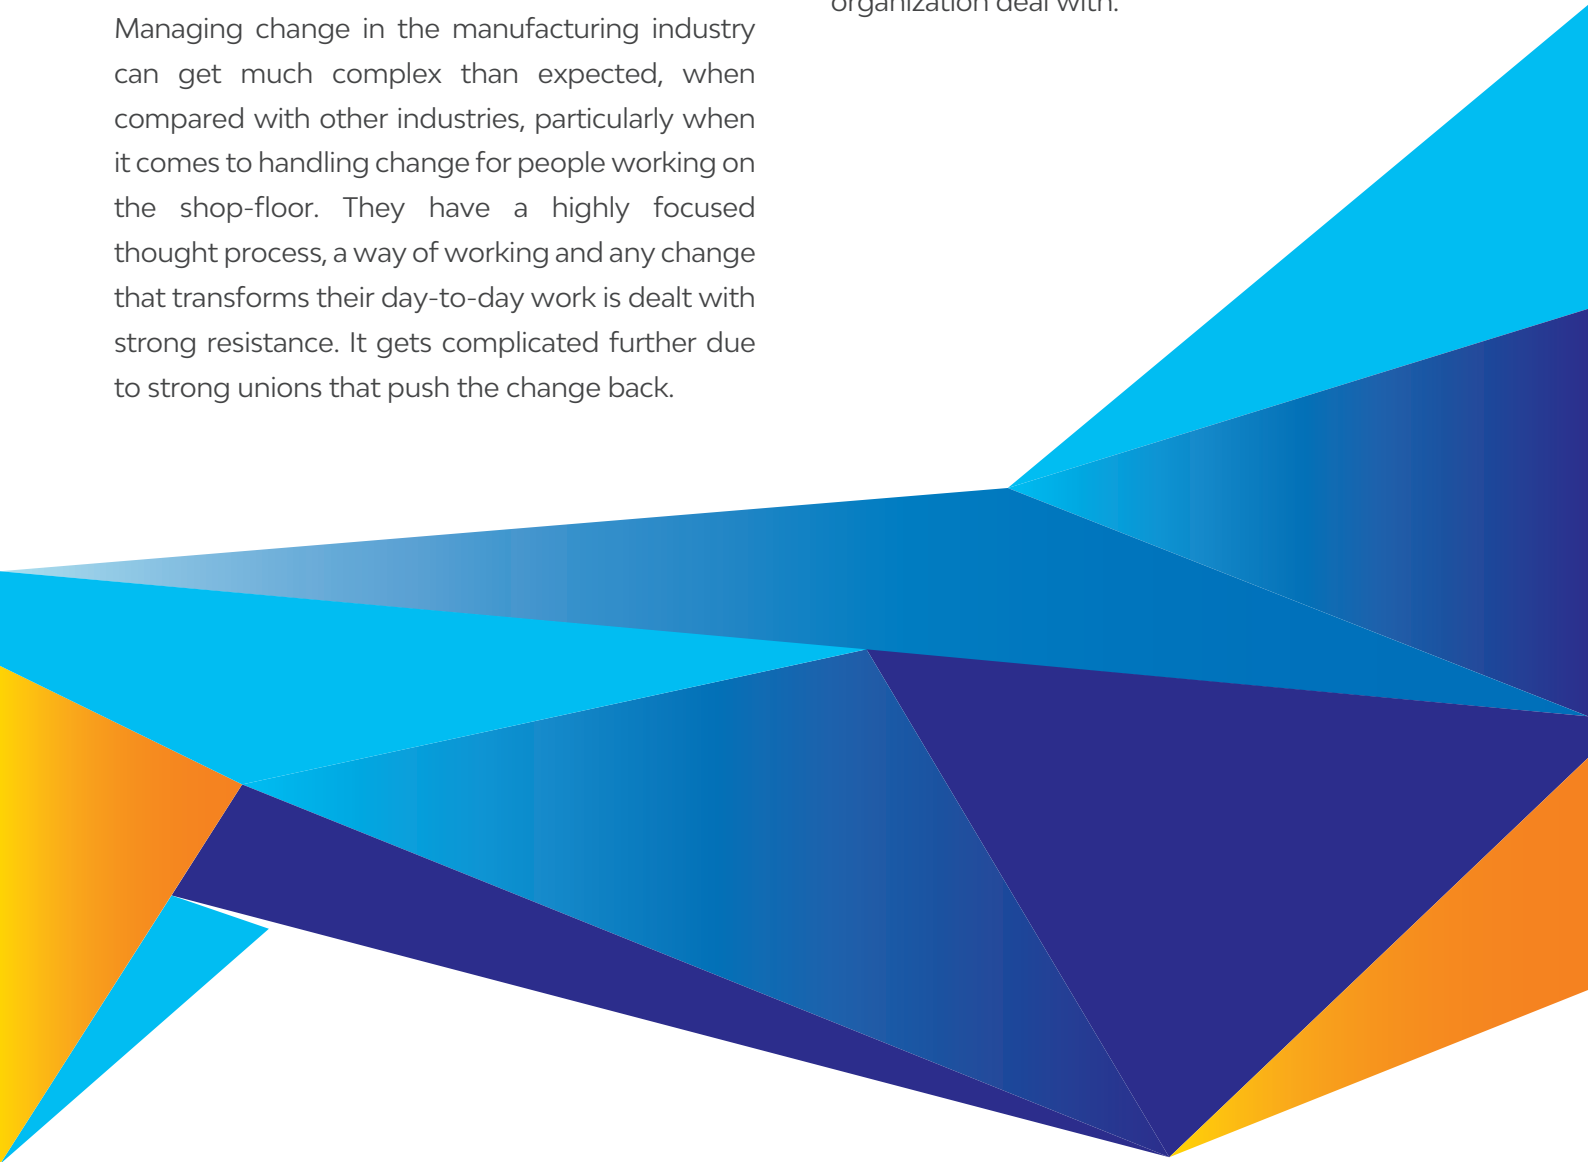 Managing change in the manufacturing industry
can get much complex than expected, when
compared with other industries, particularly when
it comes to handling change for people working on
the shop-floor. They have a highly focused
thought process, a way of working and any change
that transforms their day-to-day work is dealt with
strong resistance. It gets complicated further due
to strong unions that push the change back.
organization deal with.